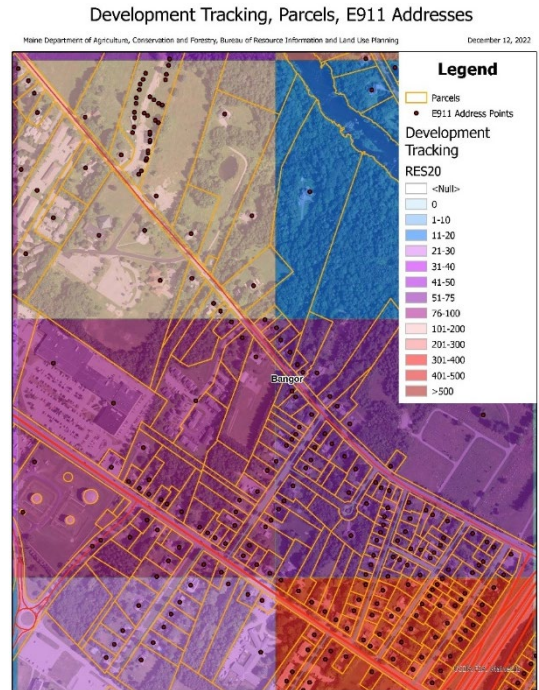 Development Tracking, Parcels, E911 Addresses
Maine Department of Agriculture, Conservation and Forestry, Bureau of Resource Information and Land Use Planning
December 12, 2022
Legend
Parcels
E911 Address Points
Development
Tracking
RES20
<Null>
0
1-10
11-20
21-30
31-40
41-50
51-75
76-100
101-200
201-300
301-400
401-500
>500
Bangor